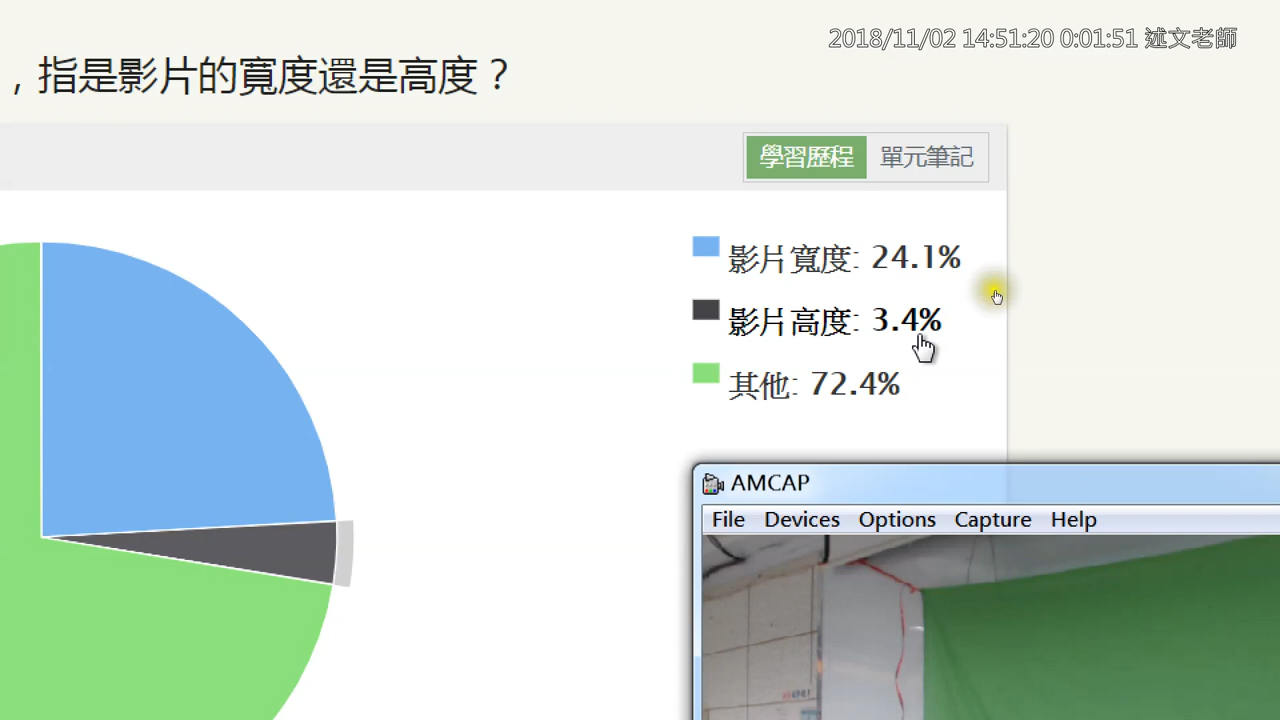 2018/11/02 14:51:20 0:01:51 述文老師
，指是影片的寬度還是高度？
學習歷程 單元筆記
影片寬度: 24.1%
影片高度: 3.4%
其他: 72.4%
AMCAP
File Devices Options Capture Help